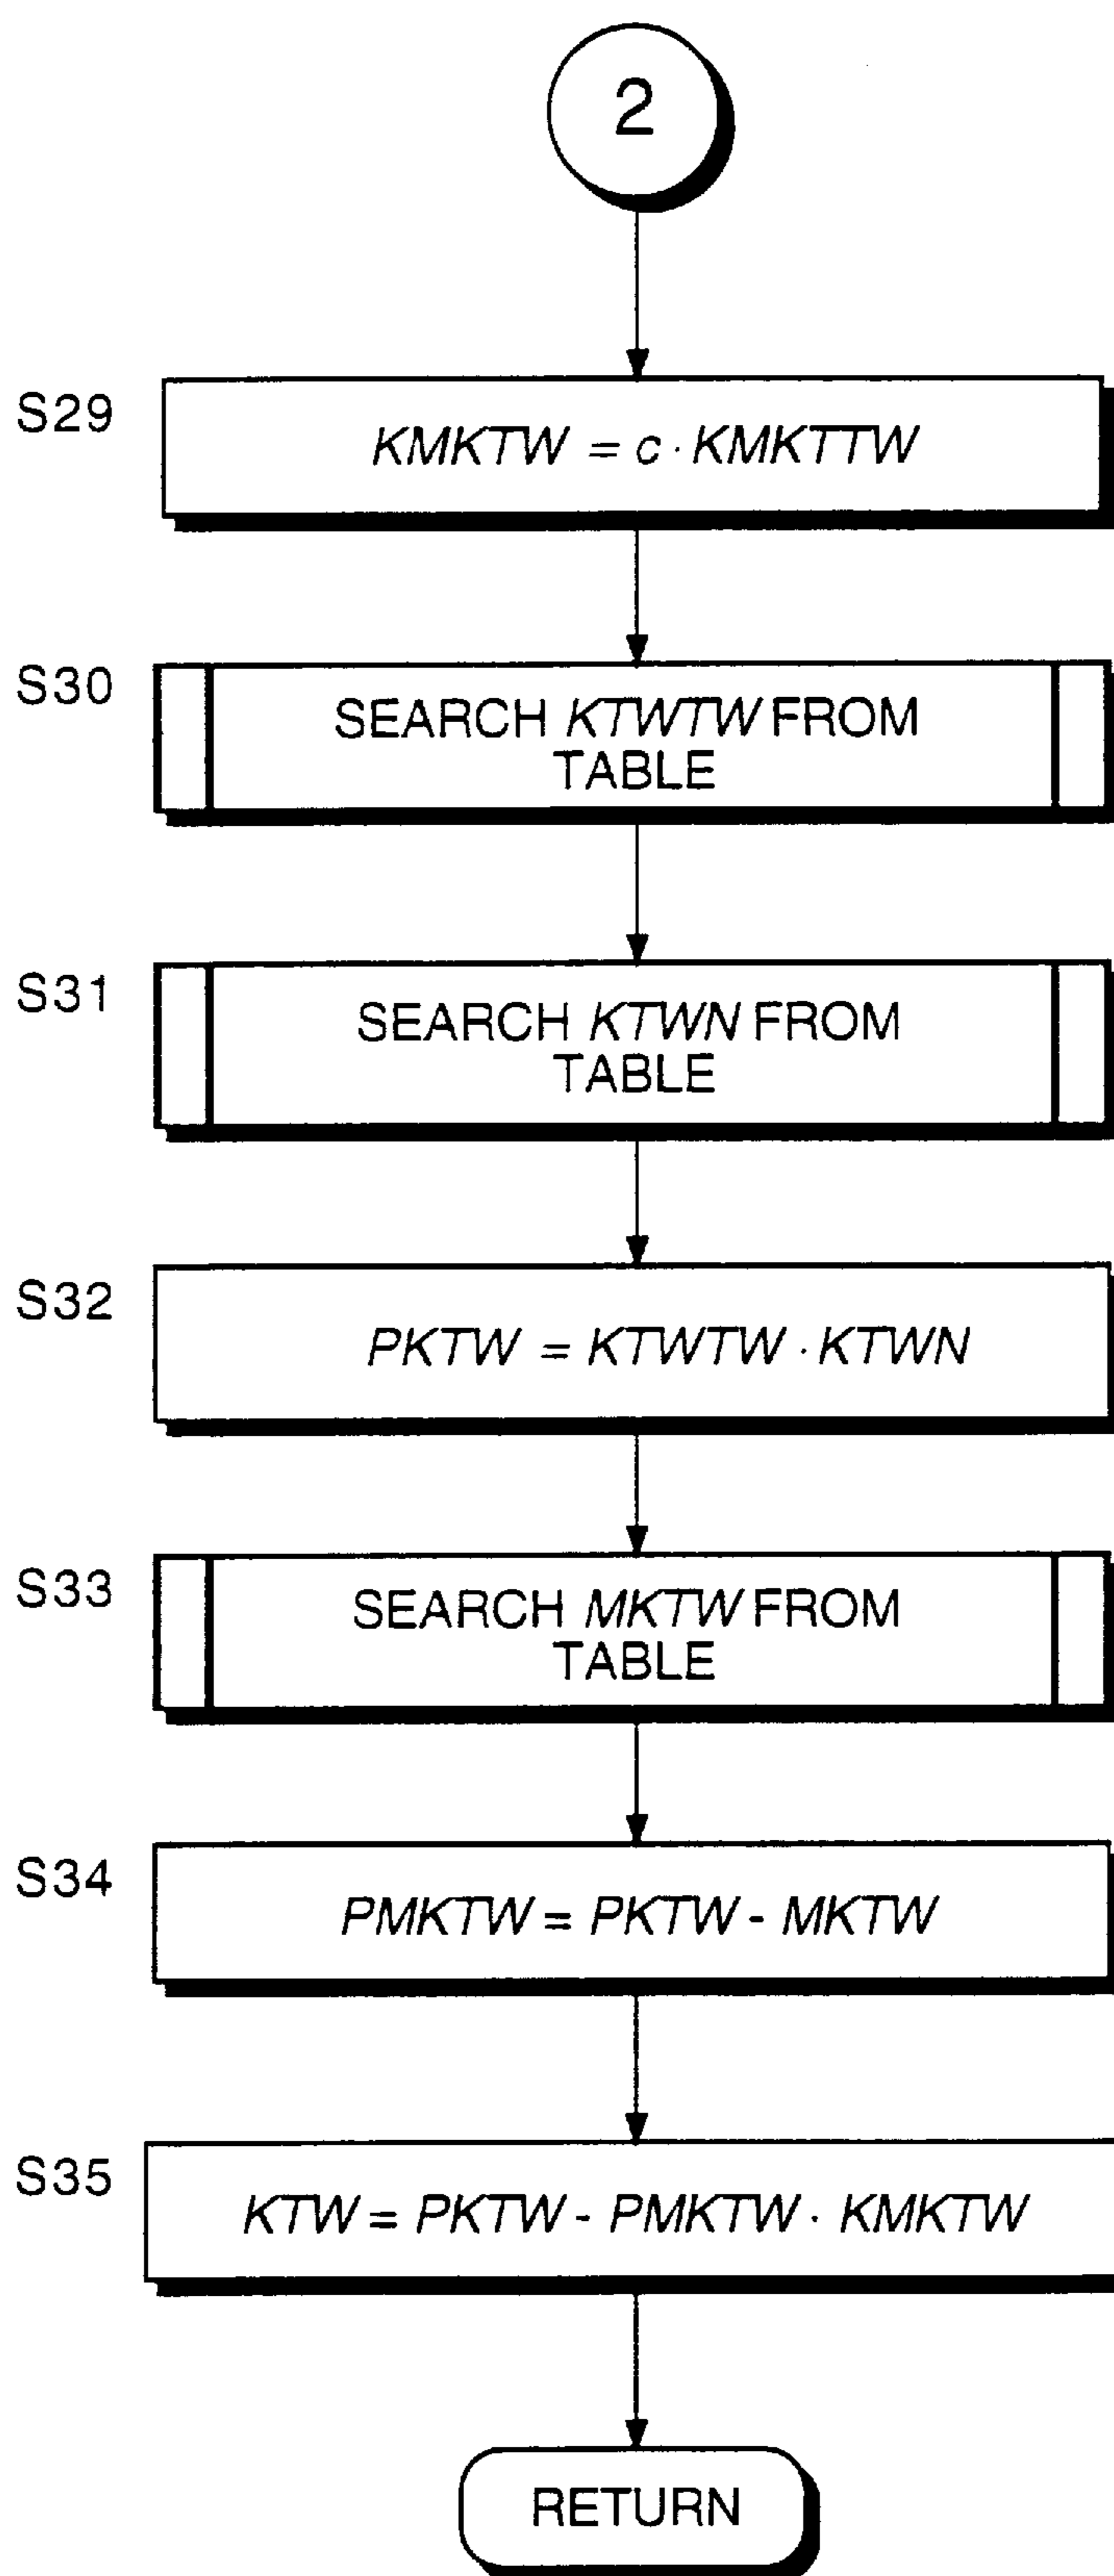 2
S29
KMKTW = c · KMKTTW
S30
SEARCH KTWTW FROM
TABLE
S31
SEARCH KTWN FROM
TABLE
S32
PKTW = KTWTW · KTWN
S33
SEARCH MKTW FROM
TABLE
S34
PMKTW = PKTW - MKTW
S35
KTW = PKTW - PMKTW · KMKTW
RETURN